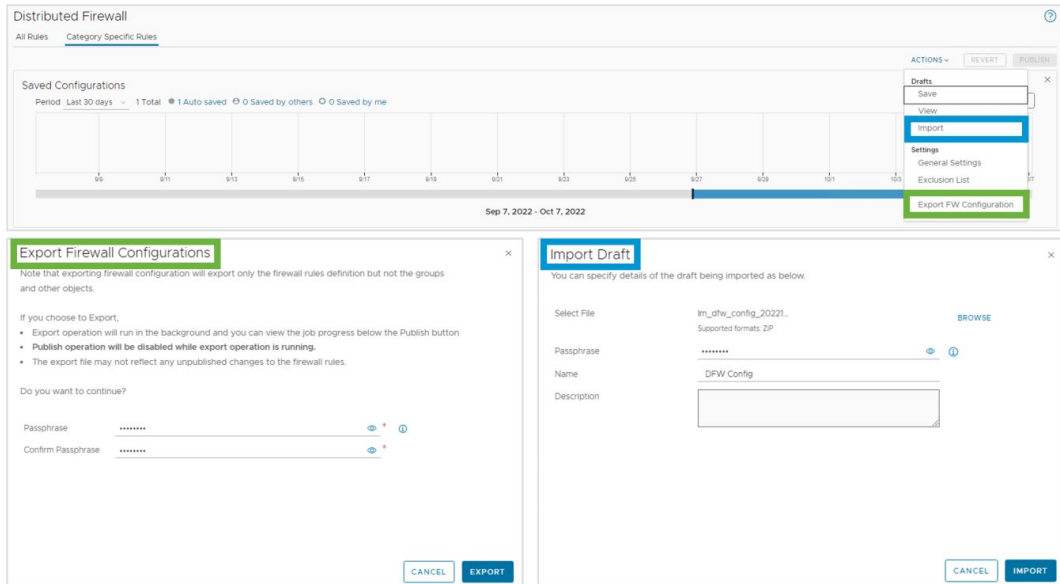 Distributed Firewall
All Rules Category Specific Rules
ACTIONS REVERT PUBLISH
Saved Configurations
Period Last 30 days 1 Total 1 Auto saved 0 Saved by others 0 Saved by me
Drafts
Save
View
Import
Settings
General Settings
Exclusion List
Export FW Configuration
9/9 9/11 9/13 9/15 9/17 9/19 9/21 9/23 9/25 9/27 9/29 10/1 10/3
Sep 7, 2022 - Oct 7, 2022
Export Firewall Configurations
Note that exporting firewall configuration will export only the firewall rules definition but not the groups
and other objects.
If you choose to Export,
• Export operation will run in the background and you can view the job progress below the Publish button
• Publish operation will be disabled while export operation is running.
• The export file may not reflect any unpublished changes to the firewall rules.
Do you want to continue?
Passphrase •••••••• *
Confirm Passphrase •••••••• *
CANCEL EXPORT
Import Draft
You can specify details of the draft being imported as below.
Select File lm_dfw_config_20221... BROWSE
Supported formats: ZIP
Passphrase ••••••••
Name DFW Config
Description
CANCEL IMPORT